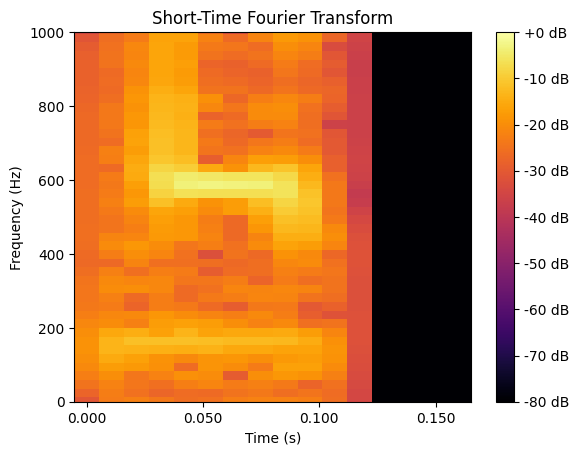 Short-Time Fourier Transform
1000
800
600
400
200
0
Frequency (Hz)
0.000
0.050
0.100
0.150
Time (s)
+0 dB
-10 dB
-20 dB
-30 dB
-40 dB
-50 dB
-60 dB
-70 dB
-80 dB